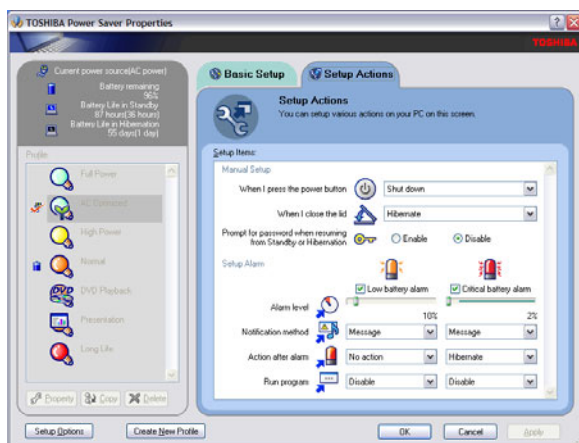 TOSHIBA Power Saver Properties
TOSHIBA
Current power source(AC power)
Battery remaining
96%
Battery Life in Standby
87 hours(36 hours)
Battery Life in Hibernation
55 days(1 day)
Profile:
Full Power
AC Optimized
High Power
Normal
DVD Playback
Presentation
Long Life
Property
Copy
Delete
Setup Options
Create New Profile
Basic Setup
Setup Actions
Setup Actions
You can setup various actions on your PC on this screen.
Setup Items:
Manual Setup
When I press the power button
Shut down
When I close the lid
Hibernate
Prompt for password when resuming
from Standby or Hibernation
Enable
Disable
Setup Alarm
Low battery alarm
Critical battery alarm
Alarm level
10%
2%
Notification method
Message
Message
Action after alarm
No action
Hibernate
Run program
Disable
Disable
OK
Cancel
Apply